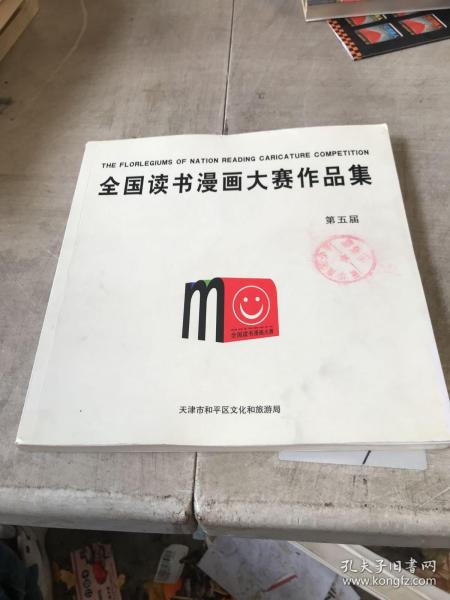 THE FLORLEGIUMS OF NATION READING CARICATURE COMPETITION
全国读书漫画大赛作品集
第五届
全国读书漫画大赛
天津市和平区文化和旅游局
孔夫子旧书网
www.kongfz.com